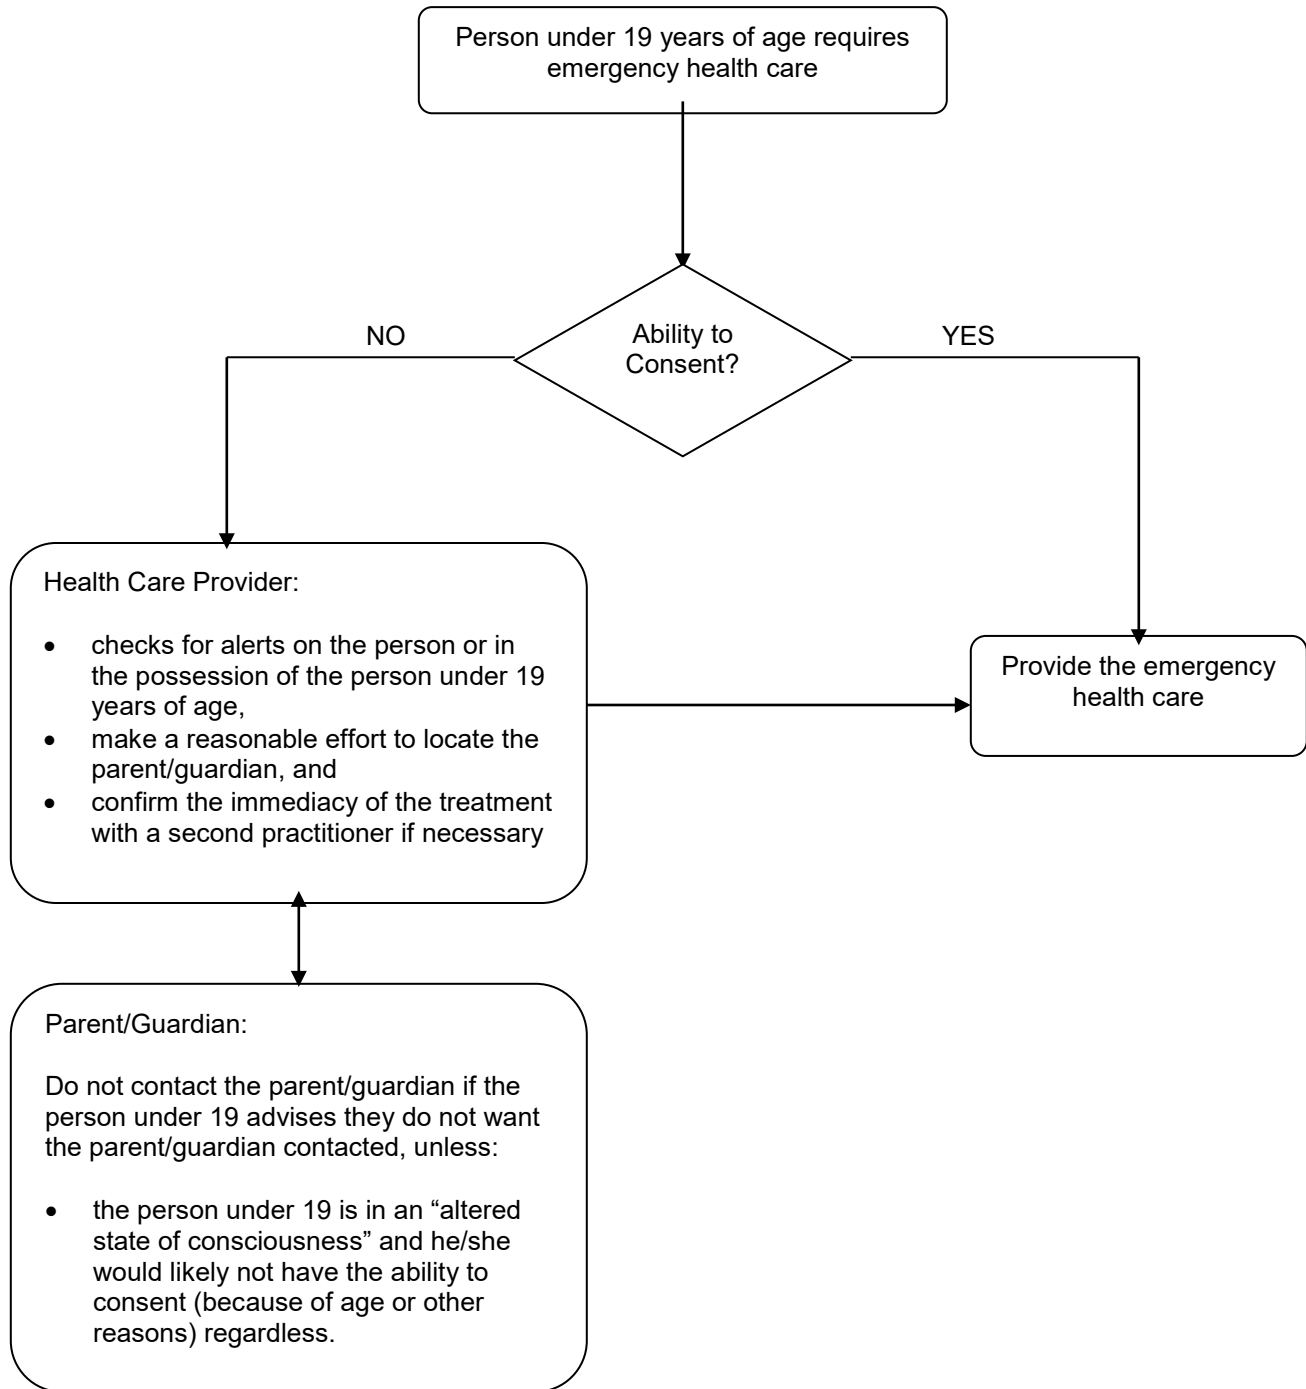 Person under 19 years of age requires
emergency health care
Ability to
Consent?
NO
YES
Health Care Provider:
• checks for alerts on the person or in
the possession of the person under 19
years of age,
• make a reasonable effort to locate the
parent/guardian, and
• confirm the immediacy of the treatment
with a second practitioner if necessary
Provide the emergency
health care
Parent/Guardian:
Do not contact the parent/guardian if the
person under 19 advises they do not want
the parent/guardian contacted, unless:
• the person under 19 is in an “altered
state of consciousness” and he/she
would likely not have the ability to
consent (because of age or other
reasons) regardless.